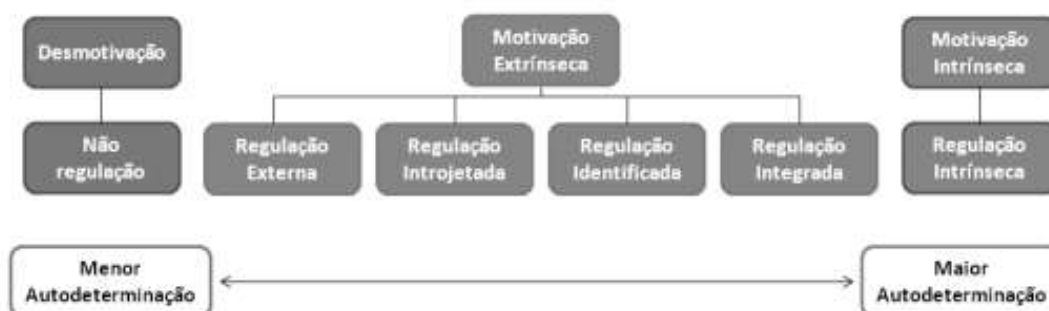 Desmotivação
Motivação
Extrínseca
Motivação
Intrínseca
Não
regulação
Regulação
Externa
Regulação
Introjetada
Regulação
Identificada
Regulação
Integrada
Regulação
Intrínseca
Menor
Autodeterminação
Maior
Autodeterminação